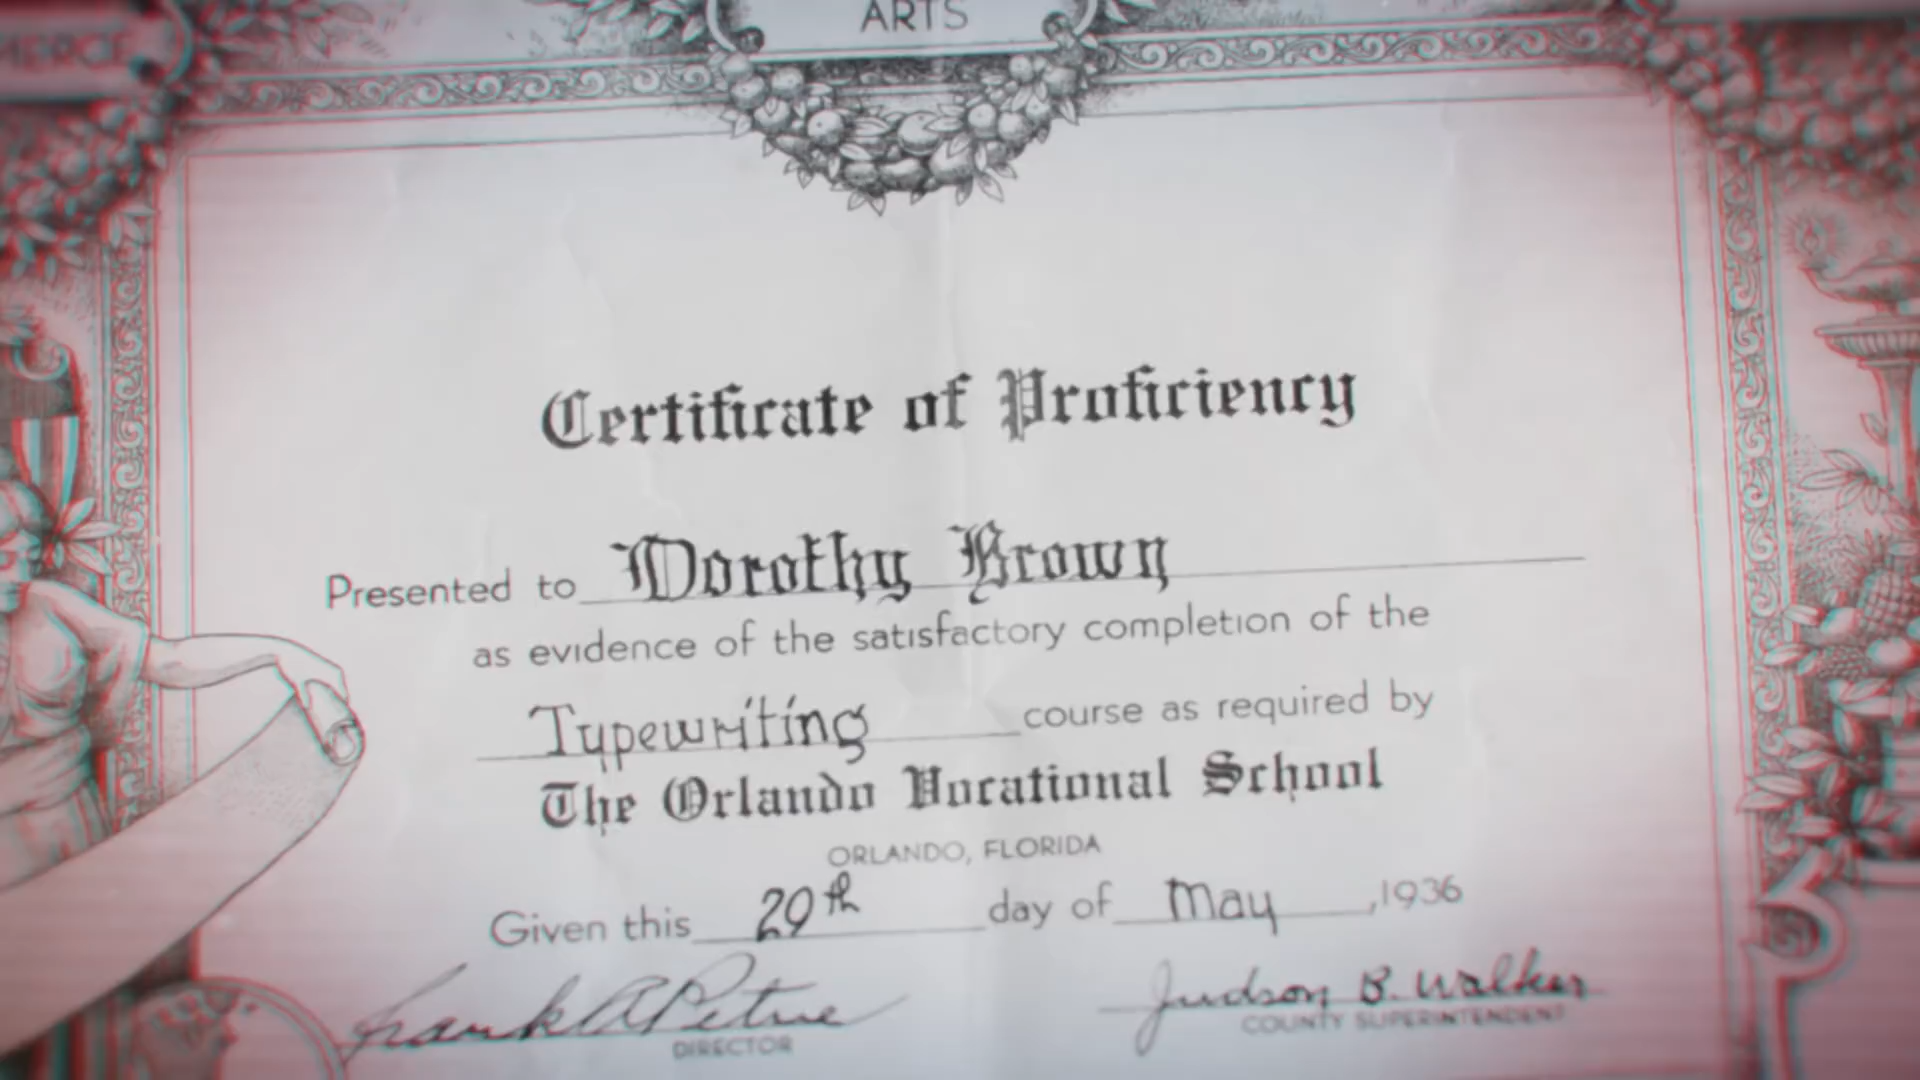 ARTS
Certificate of Proficiency
Presented to Dorothy Brown
as evidence of the satisfactory completion of the
Typewriting course as required by
The Orlando Vocational School
ORLANDO, FLORIDA
Given this 29th day of May, 1936
Frank A Petrie Judson B. Walker
DIRECTOR COUNTY SUPERINTENDENT